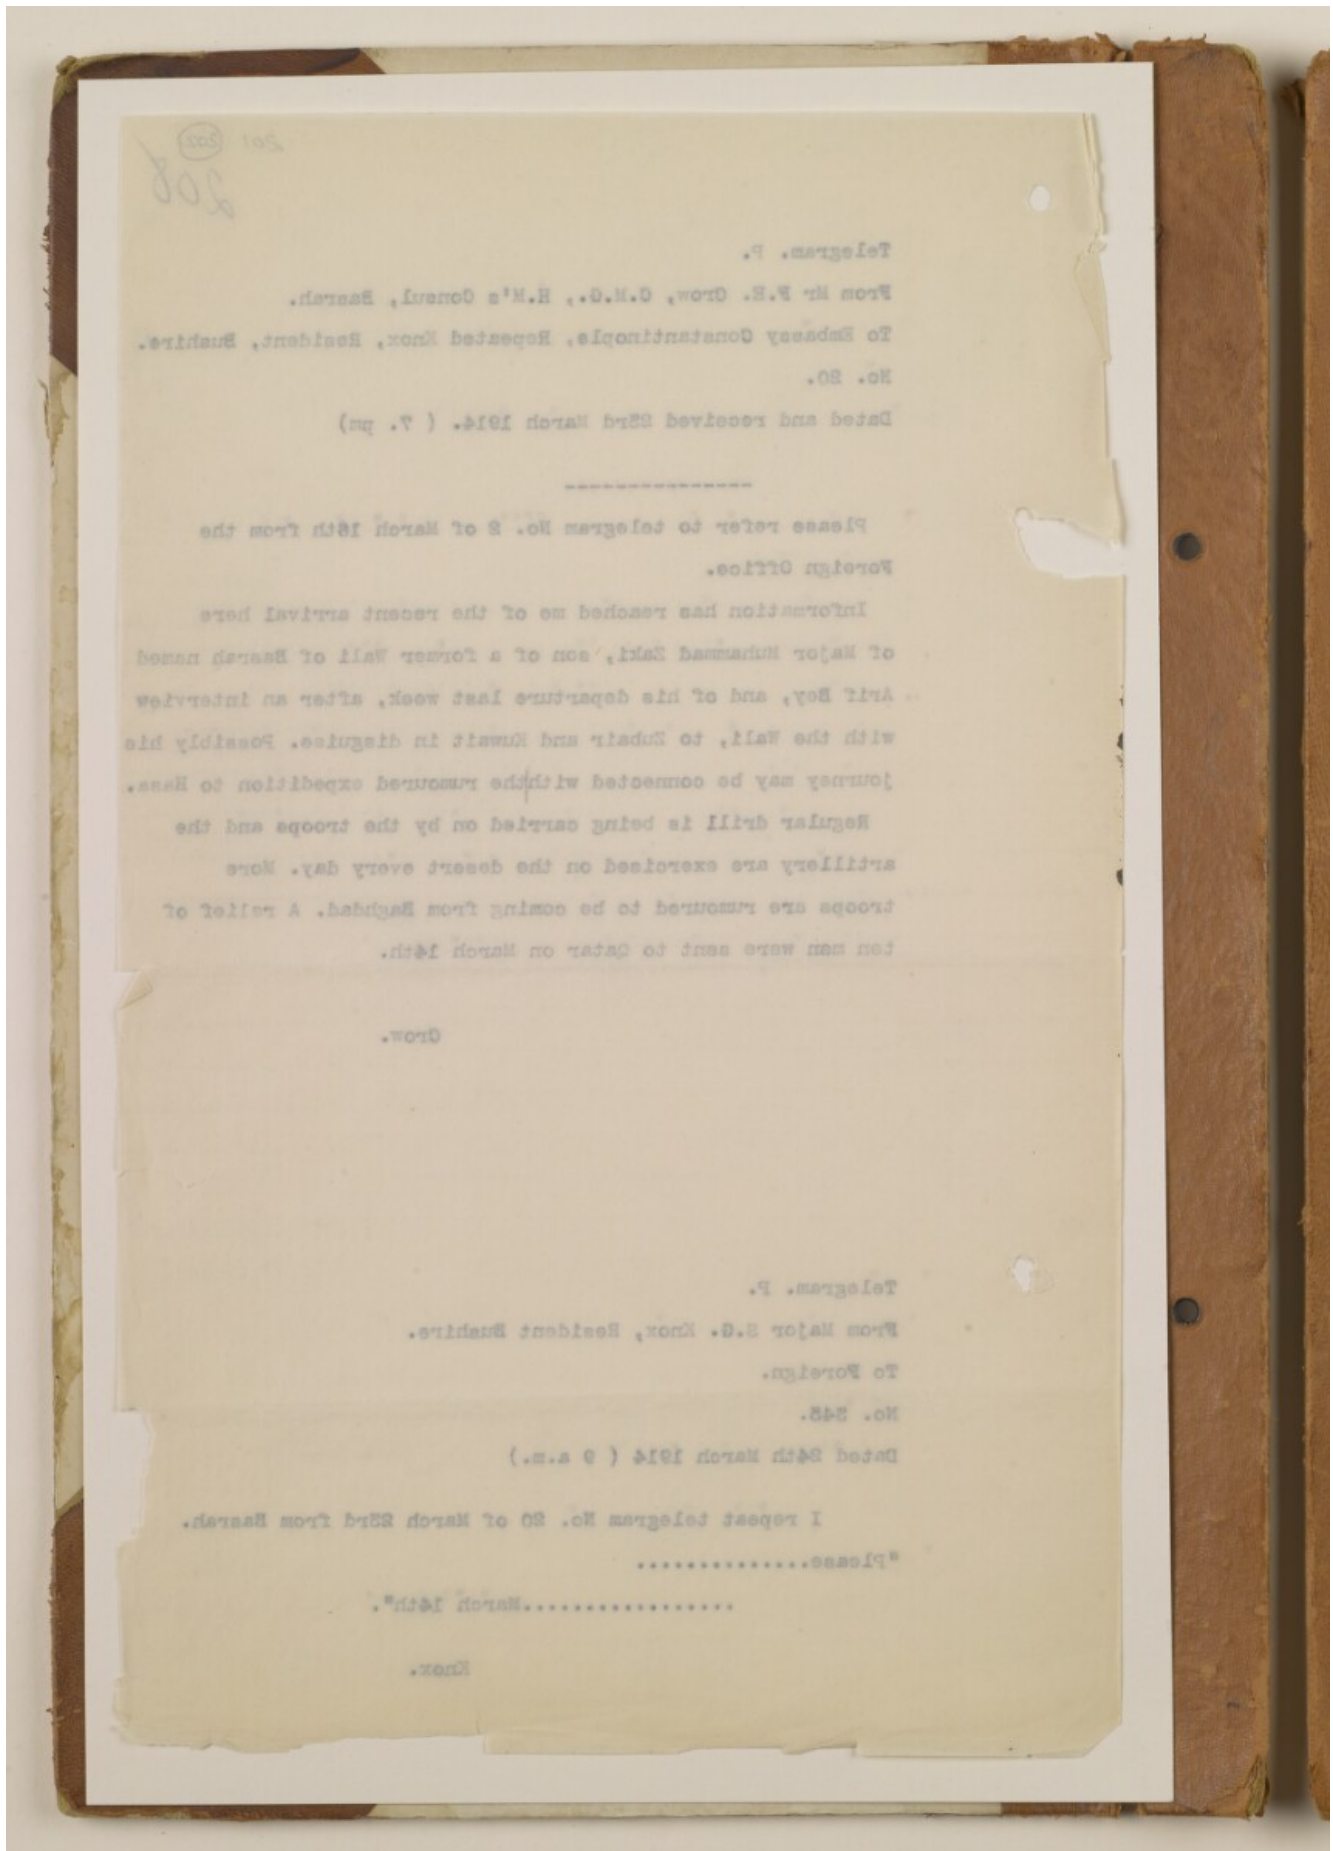 201
202
208
Telegram. P.
From Mr F.E. Crow, C.M.G., H.M's Consul, Basrah.
To Embassy Constantinople, Repeated Knox, Resident, Bushire.
No. 20.
Dated and received 23rd March 1914. ( 7. pm)
---------------
Please refer to telegram No. 2 of March 16th from the
Foreign Office.
Information has reached me of the recent arrival here
of Major Muhammad Zaki, son of a former Wali of Basrah named
Arif Bey, and of his departure last week, after an interview
with the Wali, to Zubair and Kuwait in disguise. Possibly his
journey may be connected with the rumoured expedition to Hasa.
Regular drill is being carried on by the troops and the
artillery are exercised on the desert every day. More
troops are rumoured to be coming from Baghdad. A relief of
ten men were sent to Qatar on March 14th.
Crow.
Telegram. P.
From Major S.G. Knox, Resident Bushire.
To Foreign.
No. 345.
Dated 24th March 1914 ( 9 a.m.)
I repeat telegram No. 20 of March 23rd from Basrah.
"Please...............
.................March 14th".
Knox.